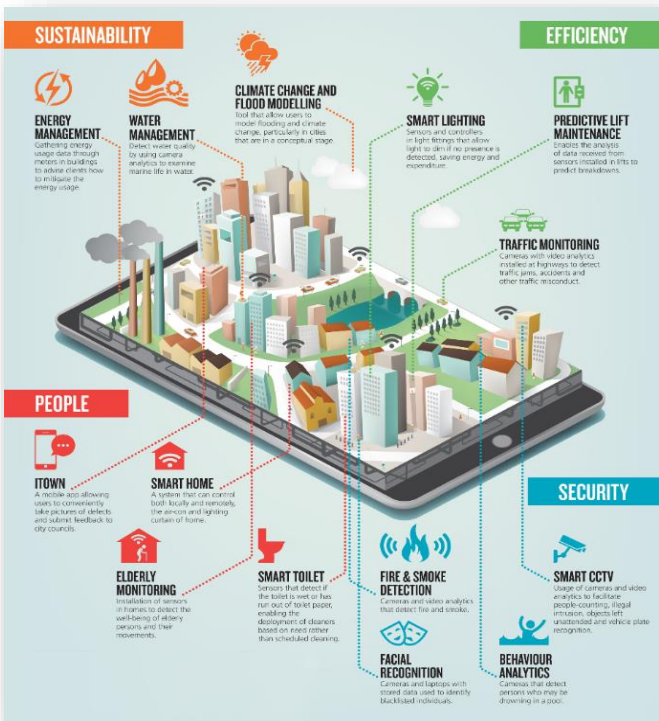 SUSTAINABILITY
ENERGY
MANAGEMENT
Gathering energy
usage data through
meters in buildings
to advise clients how
to mitigate the
energy usage.
WATER
MANAGEMENT
Detect water quality
by using camera
analytics to examine
marine life in water.
CLIMATE CHANGE AND
FLOOD MODELLING
Tool that allow users to
model flooding and climate
change, particularly in cities
that are in a conceptual stage.
EFFICIENCY
SMART LIGHTING
Sensors and controllers
in light fittings that allow
light to dim if no presence is
detected, saving energy and
expenditure.
PREDICTIVE LIFT
MAINTENANCE
Enables the analysis
of data received from
sensors installed in lifts to
predict breakdowns.
TRAFFIC MONITORING
Cameras with video analytics
installed at highways to detect
traffic jams, accidents and
other traffic misconduct.
PEOPLE
ITOWN
A mobile app allowing
users to conveniently
take pictures of defects
and submit feedback to
city councils.
SMART HOME
A system that can control
both locally and remotely,
the air-con and lighting
curtain of home.
ELDERLY
MONITORING
Installation of sensors
in homes to detect the
well-being of elderly
persons and their
movements.
SMART TOILET
Sensors that detect if
the toilet is wet or has
run out of toilet paper,
enabling the
deployment of cleaners
based on need rather
than scheduled cleaning.
SECURITY
FIRE & SMOKE
DETECTION
Cameras and video analytics
that detect fire and smoke.
FACIAL
RECOGNITION
Cameras and laptops with
stored data used to identify
blacklisted individuals.
SMART CCTV
Usage of cameras and video
analytics to facilitate
people-counting, illegal
intrusion, objects left
unattended and vehicle plate
recognition.
BEHAVIOUR
ANALYTICS
Cameras that detect
persons who may be
drowning in a pool.